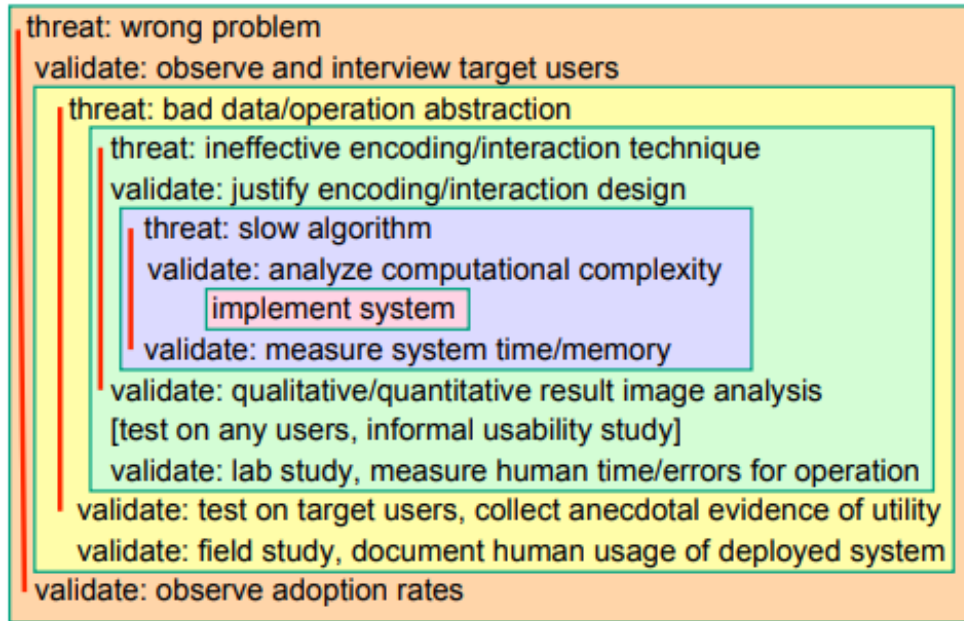 threat: wrong problem
validate: observe and interview target users
threat: bad data/operation abstraction
threat: ineffective encoding/interaction technique
validate: justify encoding/interaction design
threat: slow algorithm
validate: analyze computational complexity
implement system
validate: measure system time/memory
validate: qualitative/quantitative result image analysis
[test on any users, informal usability study]
validate: lab study, measure human time/errors for operation
validate: test on target users, collect anecdotal evidence of utility
validate: field study, document human usage of deployed system
validate: observe adoption rates